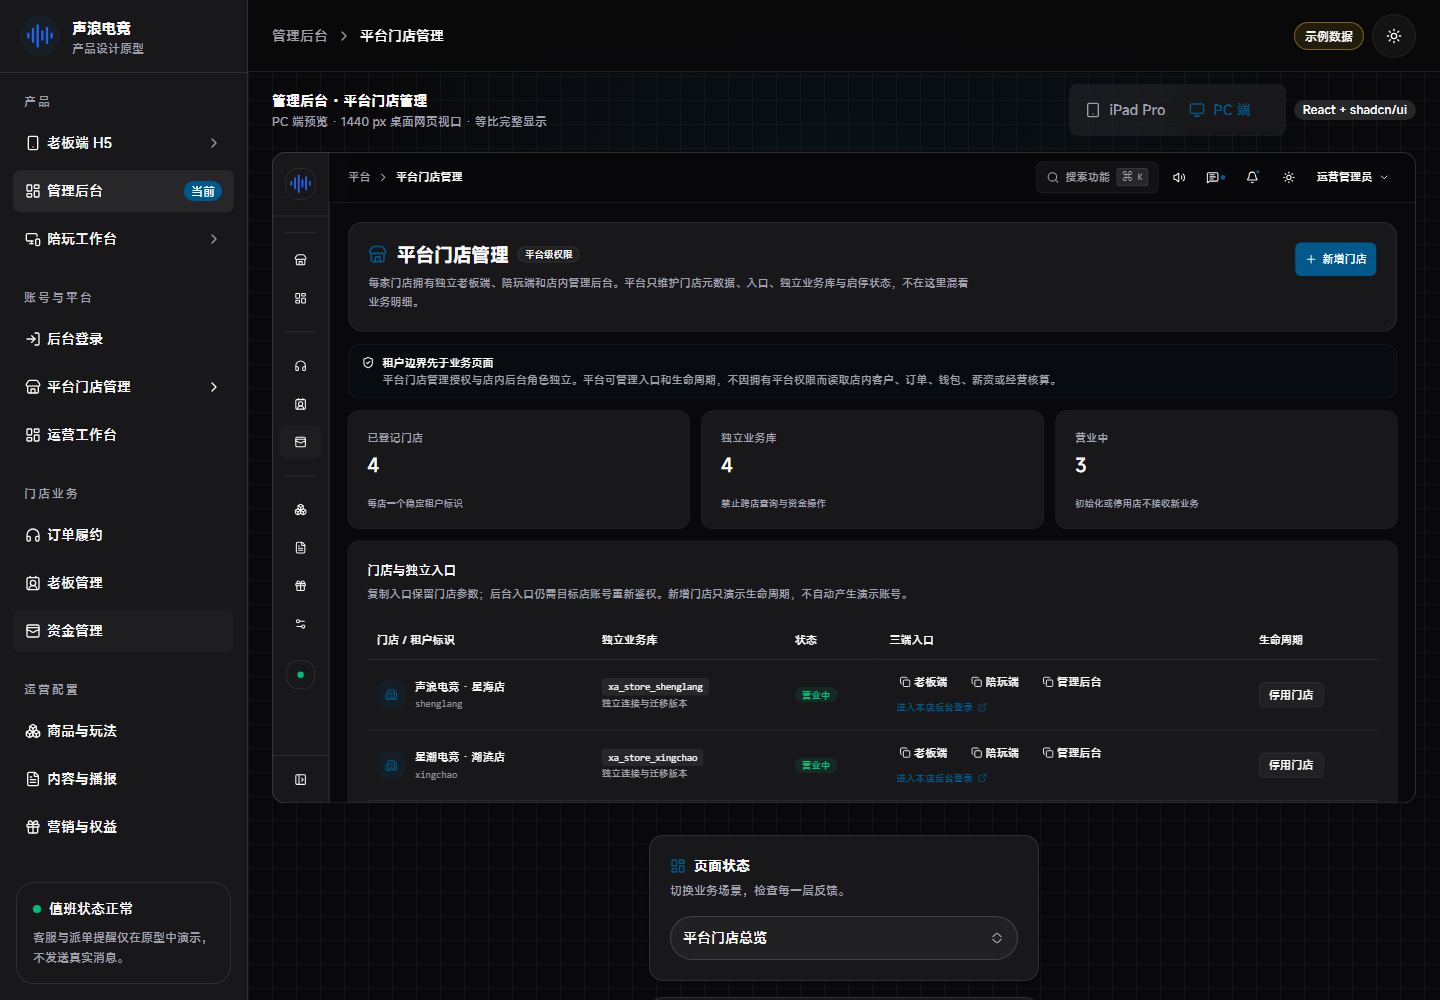 声浪电竞
产品设计原型
产品
老板端 H5
管理后台
当前
陪玩工作台
账号与平台
后台登录
平台门店管理
运营工作台
门店业务
订单履约
老板管理
资金管理
运营配置
商品与玩法
内容与播报
营销与权益
值班状态正常
客服与派单提醒仅在原型中演示，
不发送真实消息。
管理后台
平台门店管理
示例数据
管理后台 · 平台门店管理
PC 端预览 · 1440 px 桌面网页视口 · 等比完整显示
iPad Pro
PC 端
React + shadcn/ui
平台
平台门店管理
搜索功能
⌘ K
运营管理员
平台门店管理
平台级权限
每家门店拥有独立老板端、陪玩端和店内管理后台。平台只维护门店元数据、入口、独立业务库与启停状态，不在这里混看
业务明细。
新增门店
租户边界先于业务页面
平台门店管理授权与店内后台角色独立。平台可管理入口和生命周期，不因拥有平台权限而读取店内客户、订单、钱包、薪资或经营核算。
已登记门店
4
每店一个稳定租户标识
独立业务库
4
禁止跨店查询与资金操作
营业中
3
初始化或停用店不接收新业务
门店与独立入口
复制入口保留门店参数；后台入口仍需目标店账号重新鉴权。新增门店只演示生命周期，不自动产生演示账号。
门店 / 租户标识
独立业务库
状态
三端入口
生命周期
声浪电竞 · 星海店
shenglang
xa_store_shenglang
独立连接与迁移版本
营业中
老板端
陪玩端
管理后台
进入本店后台登录
停用门店
星潮电竞 · 湖滨店
xingchao
xa_store_xingchao
独立连接与迁移版本
营业中
老板端
陪玩端
管理后台
进入本店后台登录
停用门店
页面状态
切换业务场景，检查每一层反馈。
平台门店总览